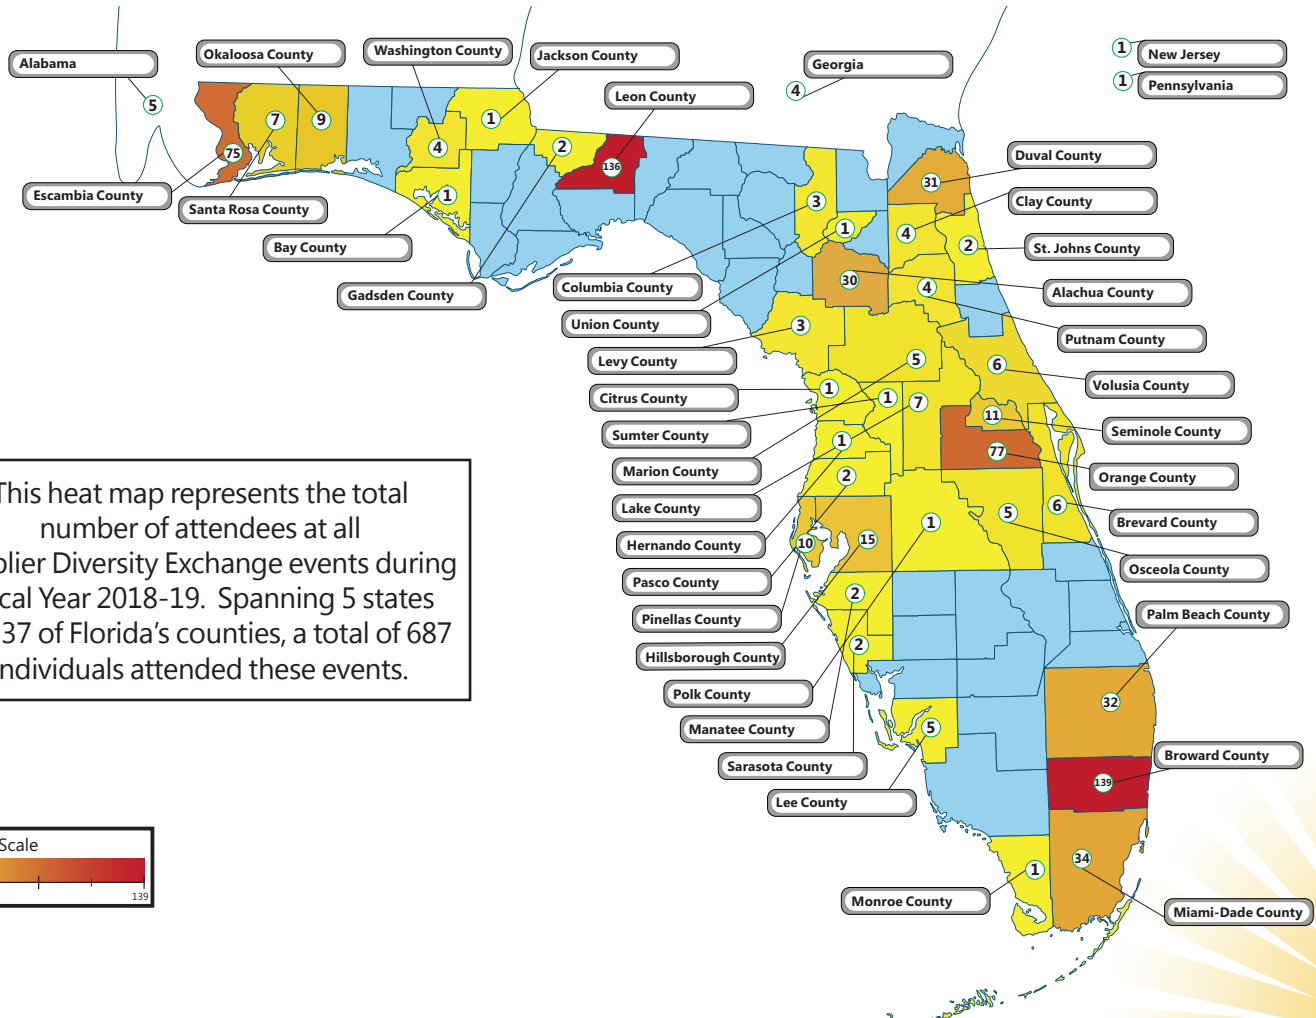 Alabama
5
Okaloosa County
Washington County
Jackson County
Leon County
Georgia
4
1
New Jersey
1
Pennsylvania
75
7
9
4
1
2
136
1
Escambia County
Santa Rosa County
Bay County
Gadsden County
31
3
1
4
2
30
4
3
5
6
1
1
7
11
1
77
2
1
5
6
10
15
2
2
5
32
139
34
1
Duval County
Clay County
St. Johns County
Alachua County
Putnam County
Volusia County
Seminole County
Orange County
Brevard County
Osceola County
Palm Beach County
Broward County
Miami-Dade County
Columbia County
Union County
Levy County
Citrus County
Sumter County
Marion County
Lake County
Hernando County
Pasco County
Pinellas County
Hillsborough County
Polk County
Manatee County
Sarasota County
Lee County
Monroe County
This heat map represents the total
number of attendees at all
plier Diversity Exchange events during
cal Year 2018-19. Spanning 5 states
37 of Florida's counties, a total of 687
ndividuals attended these events.
Scale
139